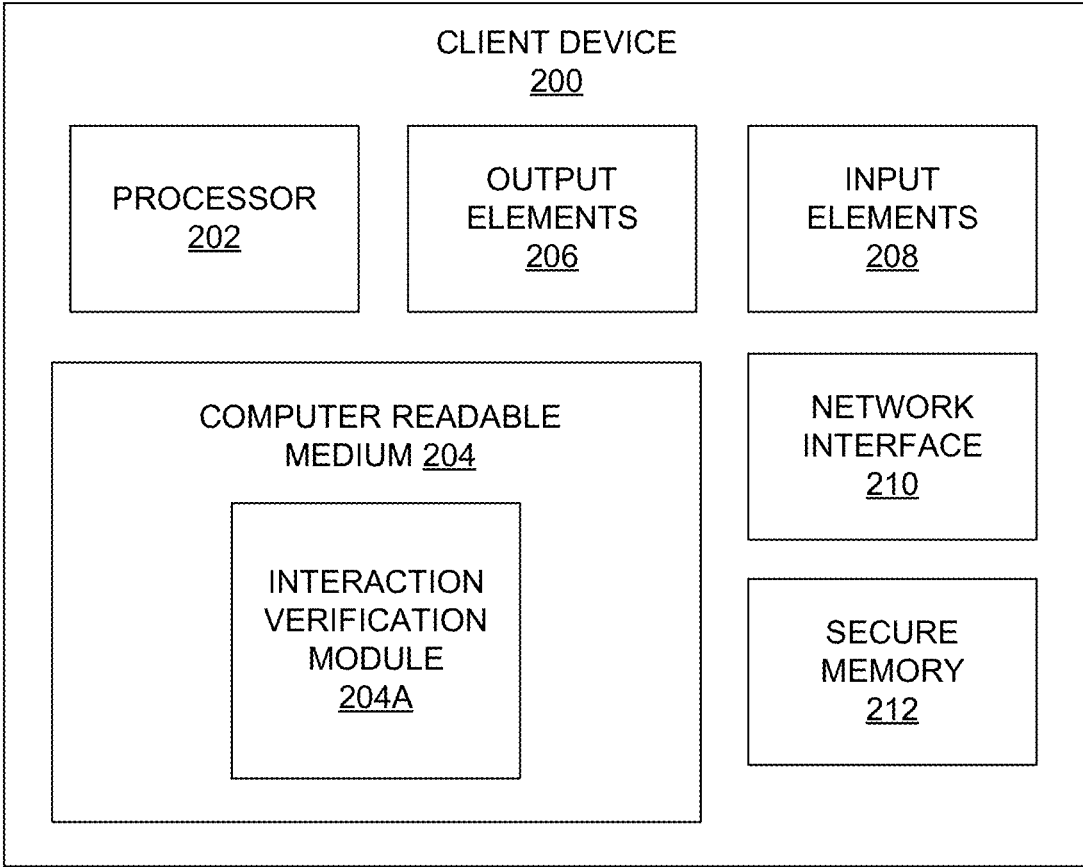 CLIENT DEVICE
200
PROCESSOR
202
OUTPUT
ELEMENTS
206
INPUT
ELEMENTS
208
COMPUTER READABLE
MEDIUM 204
INTERACTION
VERIFICATION
MODULE
204A
NETWORK
INTERFACE
210
SECURE
MEMORY
212